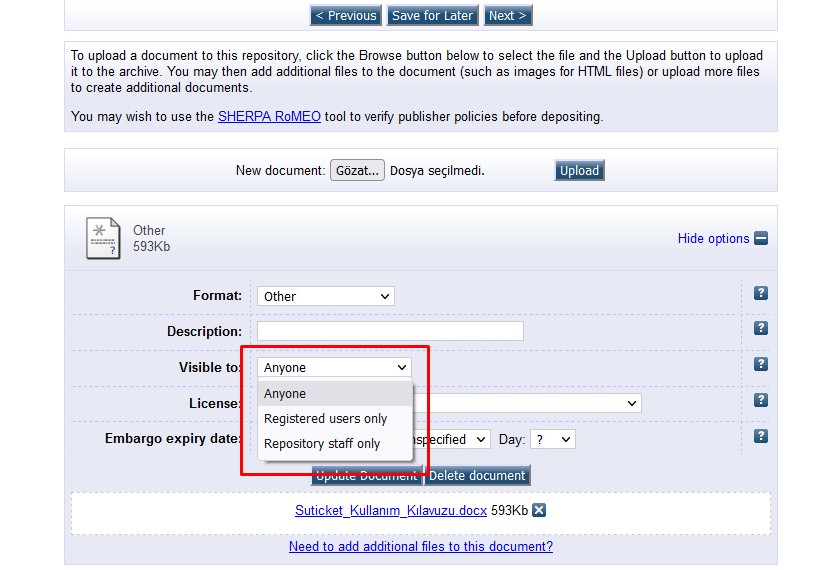 < Previous Save for Later Next >
To upload a document to this repository, click the Browse button below to select the file and the Upload button to upload
it to the archive. You may then add additional files to the document (such as images for HTML files) or upload more files
to create additional documents.
You may wish to use the SHERPA RoMEO tool to verify publisher policies before depositing.
New document: Gözat... Dosya seçilmedi. Upload
Other
593Kb
Hide options
Format: Other
Description:
Visible to: Anyone
Anyone
License:
Registered users only
Embargo expiry date: Day: ?
Repository staff only
Update Document Delete document
Suticket_Kullanım_Kılavuzu.docx 593Kb
Need to add additional files to this document?